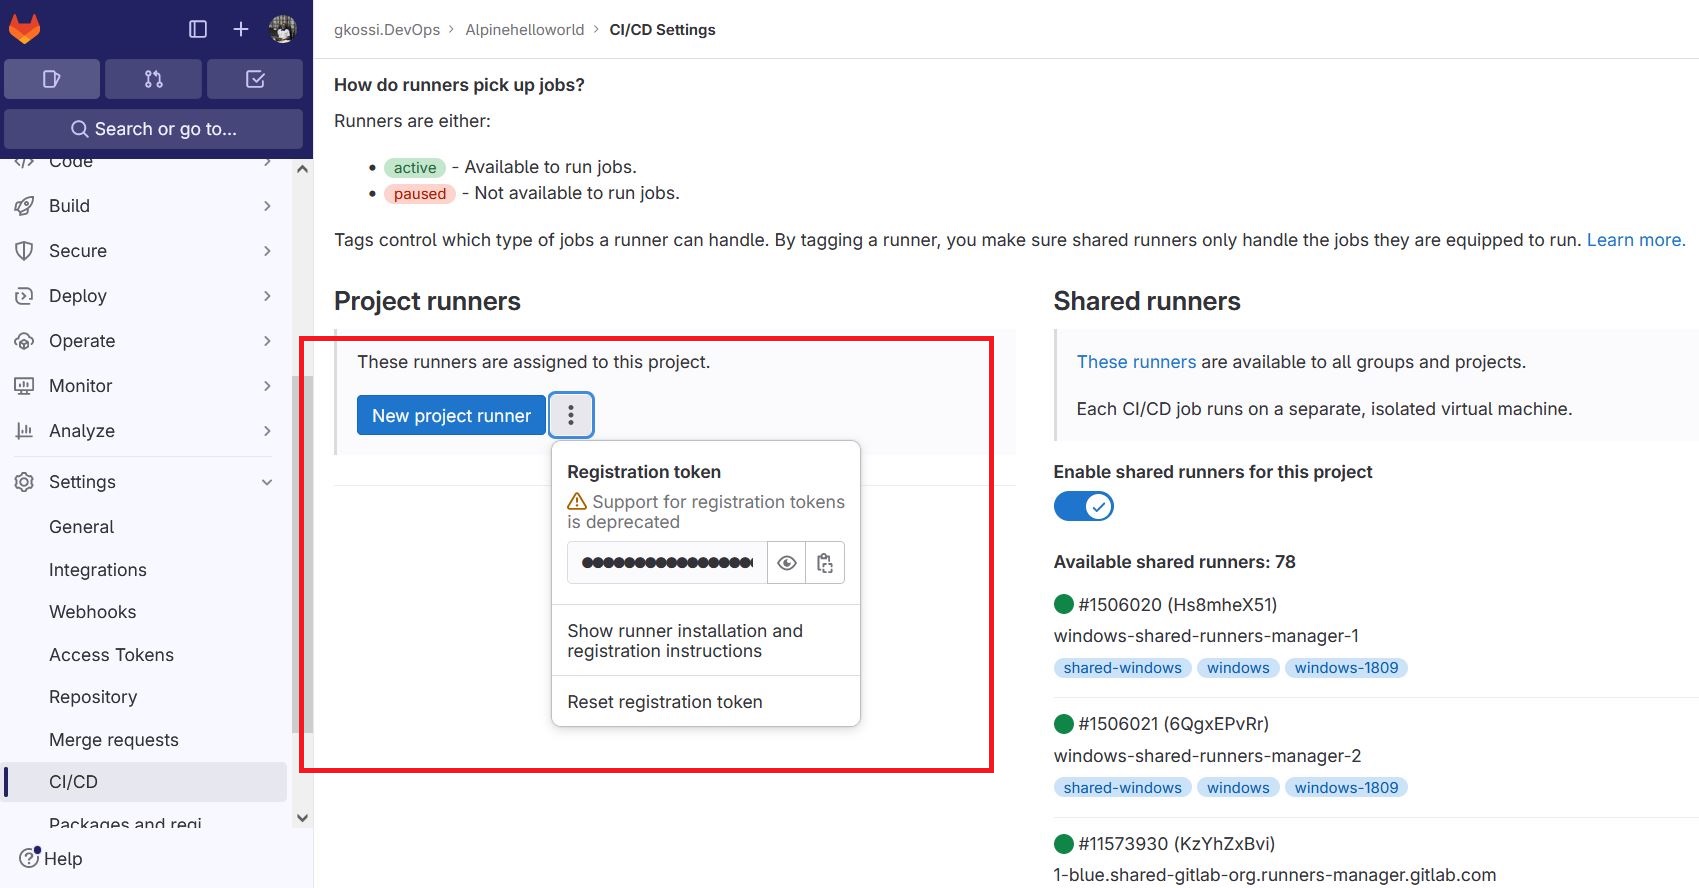 Search or go to...
Code
Build
Secure
Deploy
Operate
Monitor
Analyze
Settings
General
Integrations
Webhooks
Access Tokens
Repository
Merge requests
CI/CD
Packages and regi
Help
gkossi.DevOps > Alpinehelloworld > CI/CD Settings
How do runners pick up jobs?
Runners are either:
• active - Available to run jobs.
• paused - Not available to run jobs.
Tags control which type of jobs a runner can handle. By tagging a runner, you make sure shared runners only handle the jobs they are equipped to run. Learn more.
Project runners
These runners are assigned to this project.
New project runner
Registration token
Support for registration tokens
is deprecated
Show runner installation and
registration instructions
Reset registration token
Shared runners
These runners are available to all groups and projects.
Each CI/CD job runs on a separate, isolated virtual machine.
Enable shared runners for this project
Available shared runners: 78
#1506020 (Hs8mheX51)
windows-shared-runners-manager-1
shared-windows windows windows-1809
#1506021 (6QgxEPvRr)
windows-shared-runners-manager-2
shared-windows windows windows-1809
#11573930 (KzYhZxBvi)
1-blue.shared-gitlab-org.runners-manager.gitlab.com